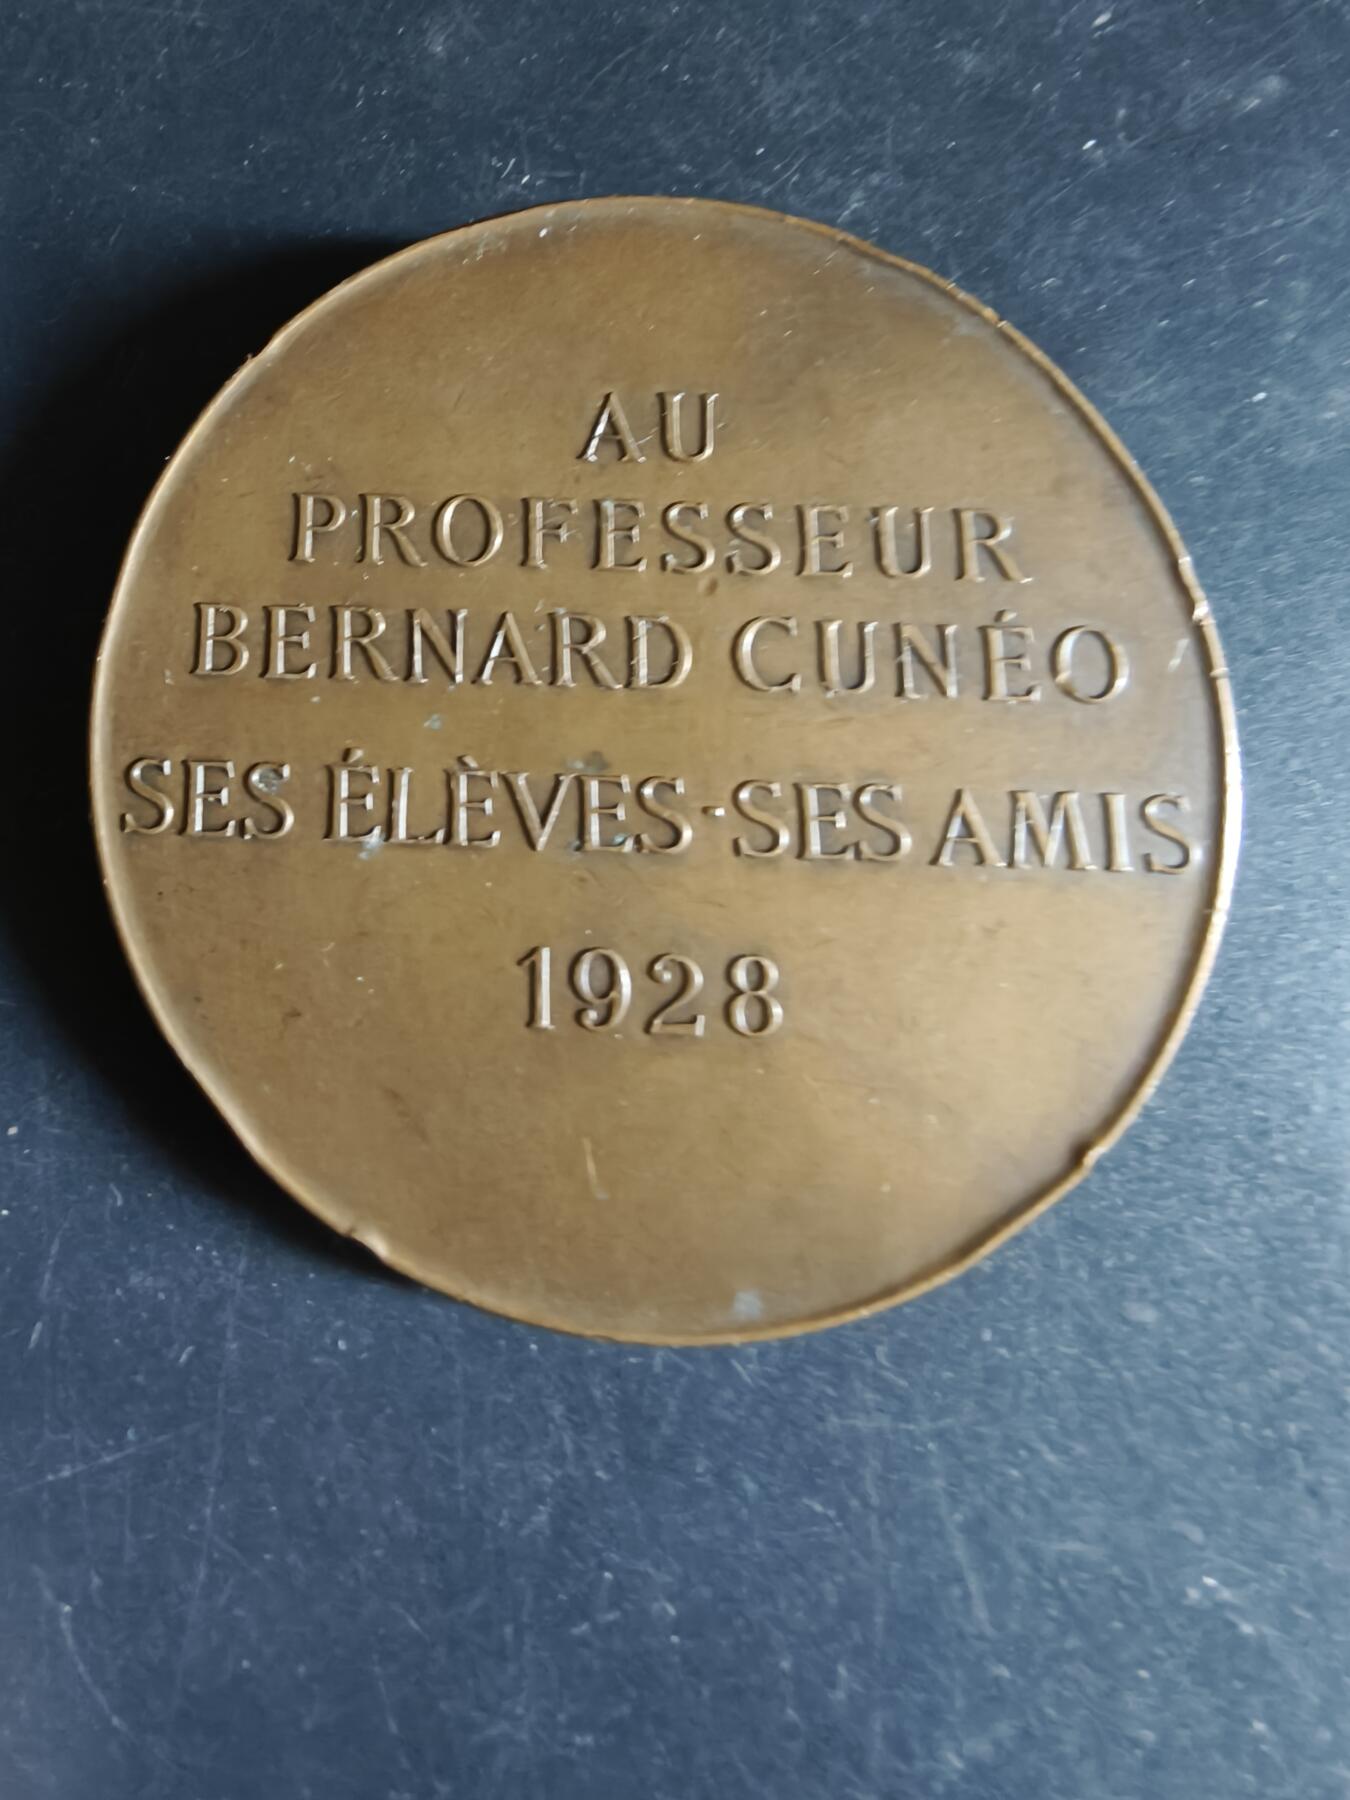 AU
PROFESSEUR
BERNARD CUNÉO
SES ÉLÈVES · SES AMIS
1928